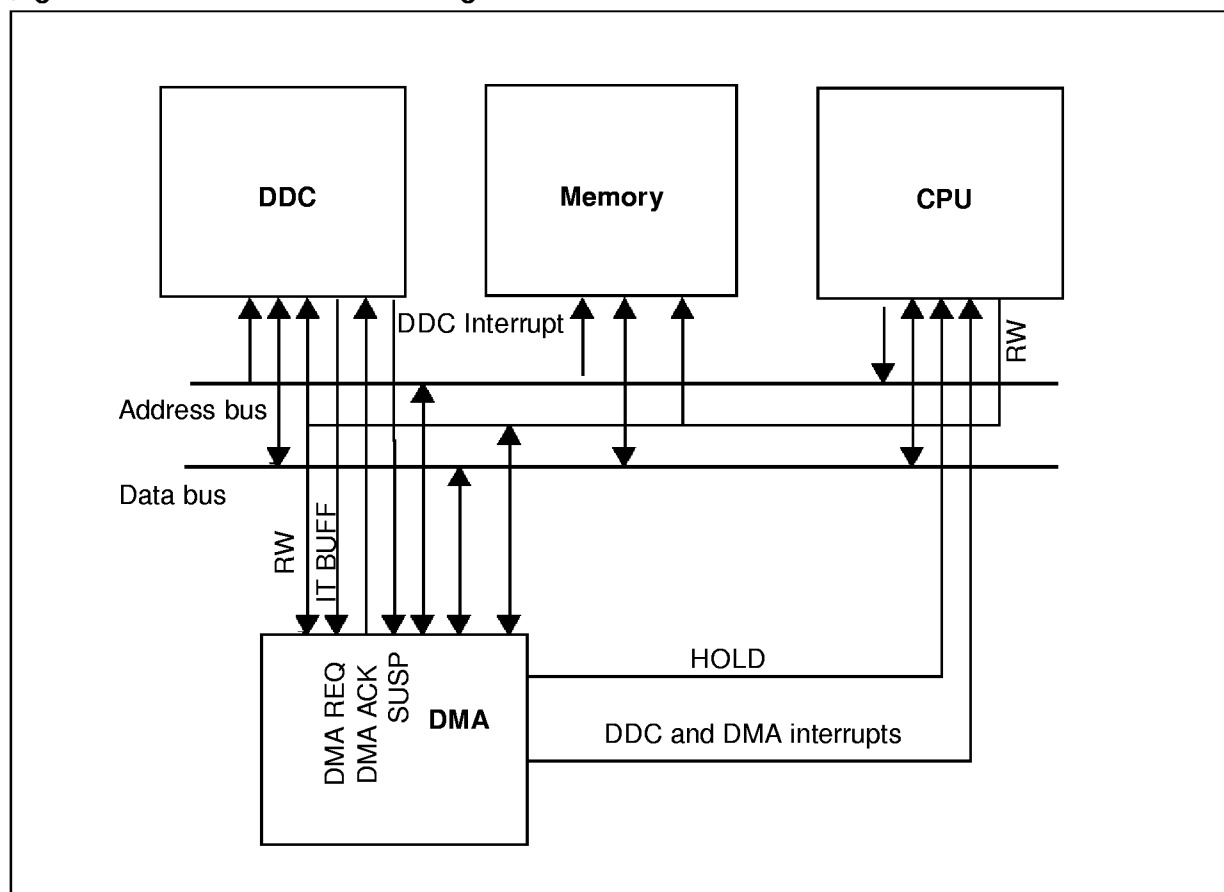 DDC
Memory
CPU
DDC Interrupt
RW
Address bus
Data bus
RW
IT BUFF
DMA REQ
DMA ACK
SUSP
DMA
HOLD
DDC and DMA interrupts